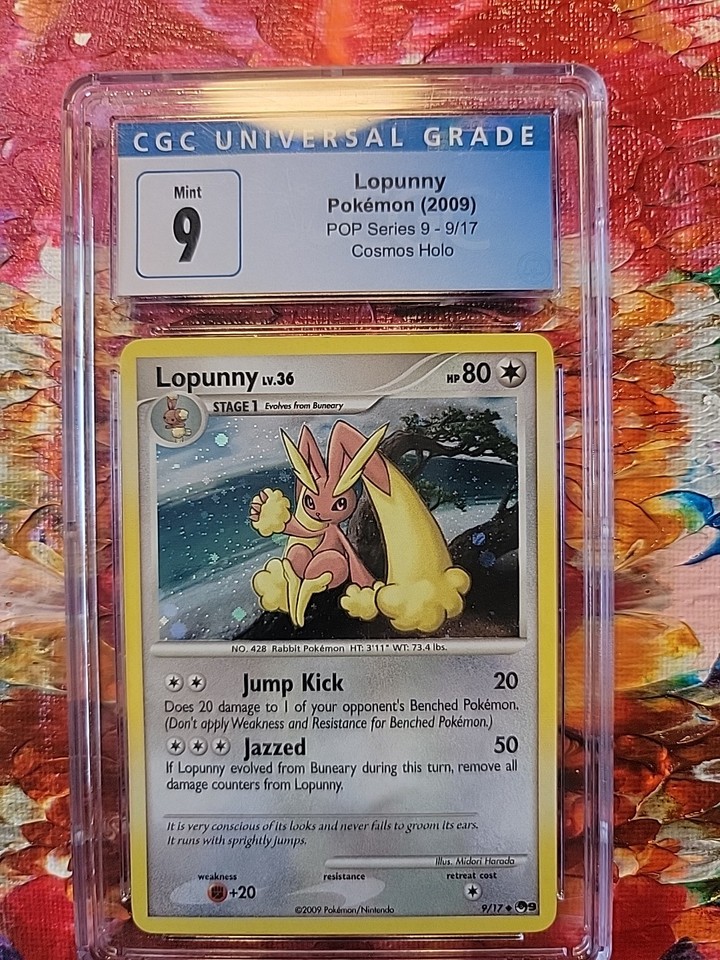 CGC UNIVERSAL GRADE
Mint
9
Lopunny
Pokémon (2009)
POP Series 9 - 9/17
Cosmos Holo
Lopunny LV.36
HP 80
STAGE 1 Evolves from Buneary
NO. 428 Rabbit Pokémon HT: 3'11" WT: 73.4 lbs.
Jump Kick 20
Does 20 damage to 1 of your opponent's Benched Pokémon.
(Don't apply Weakness and Resistance for Benched Pokémon.)
Jazzed 50
If Lopunny evolved from Buneary during this turn, remove all
damage counters from Lopunny.
It is very conscious of its looks and never fails to groom its ears.
It runs with sprightly jumps.
Illus. Midori Harada
weakness resistance retreat cost
+20
©2009 Pokémon/Nintendo
9/17 ◆ 9